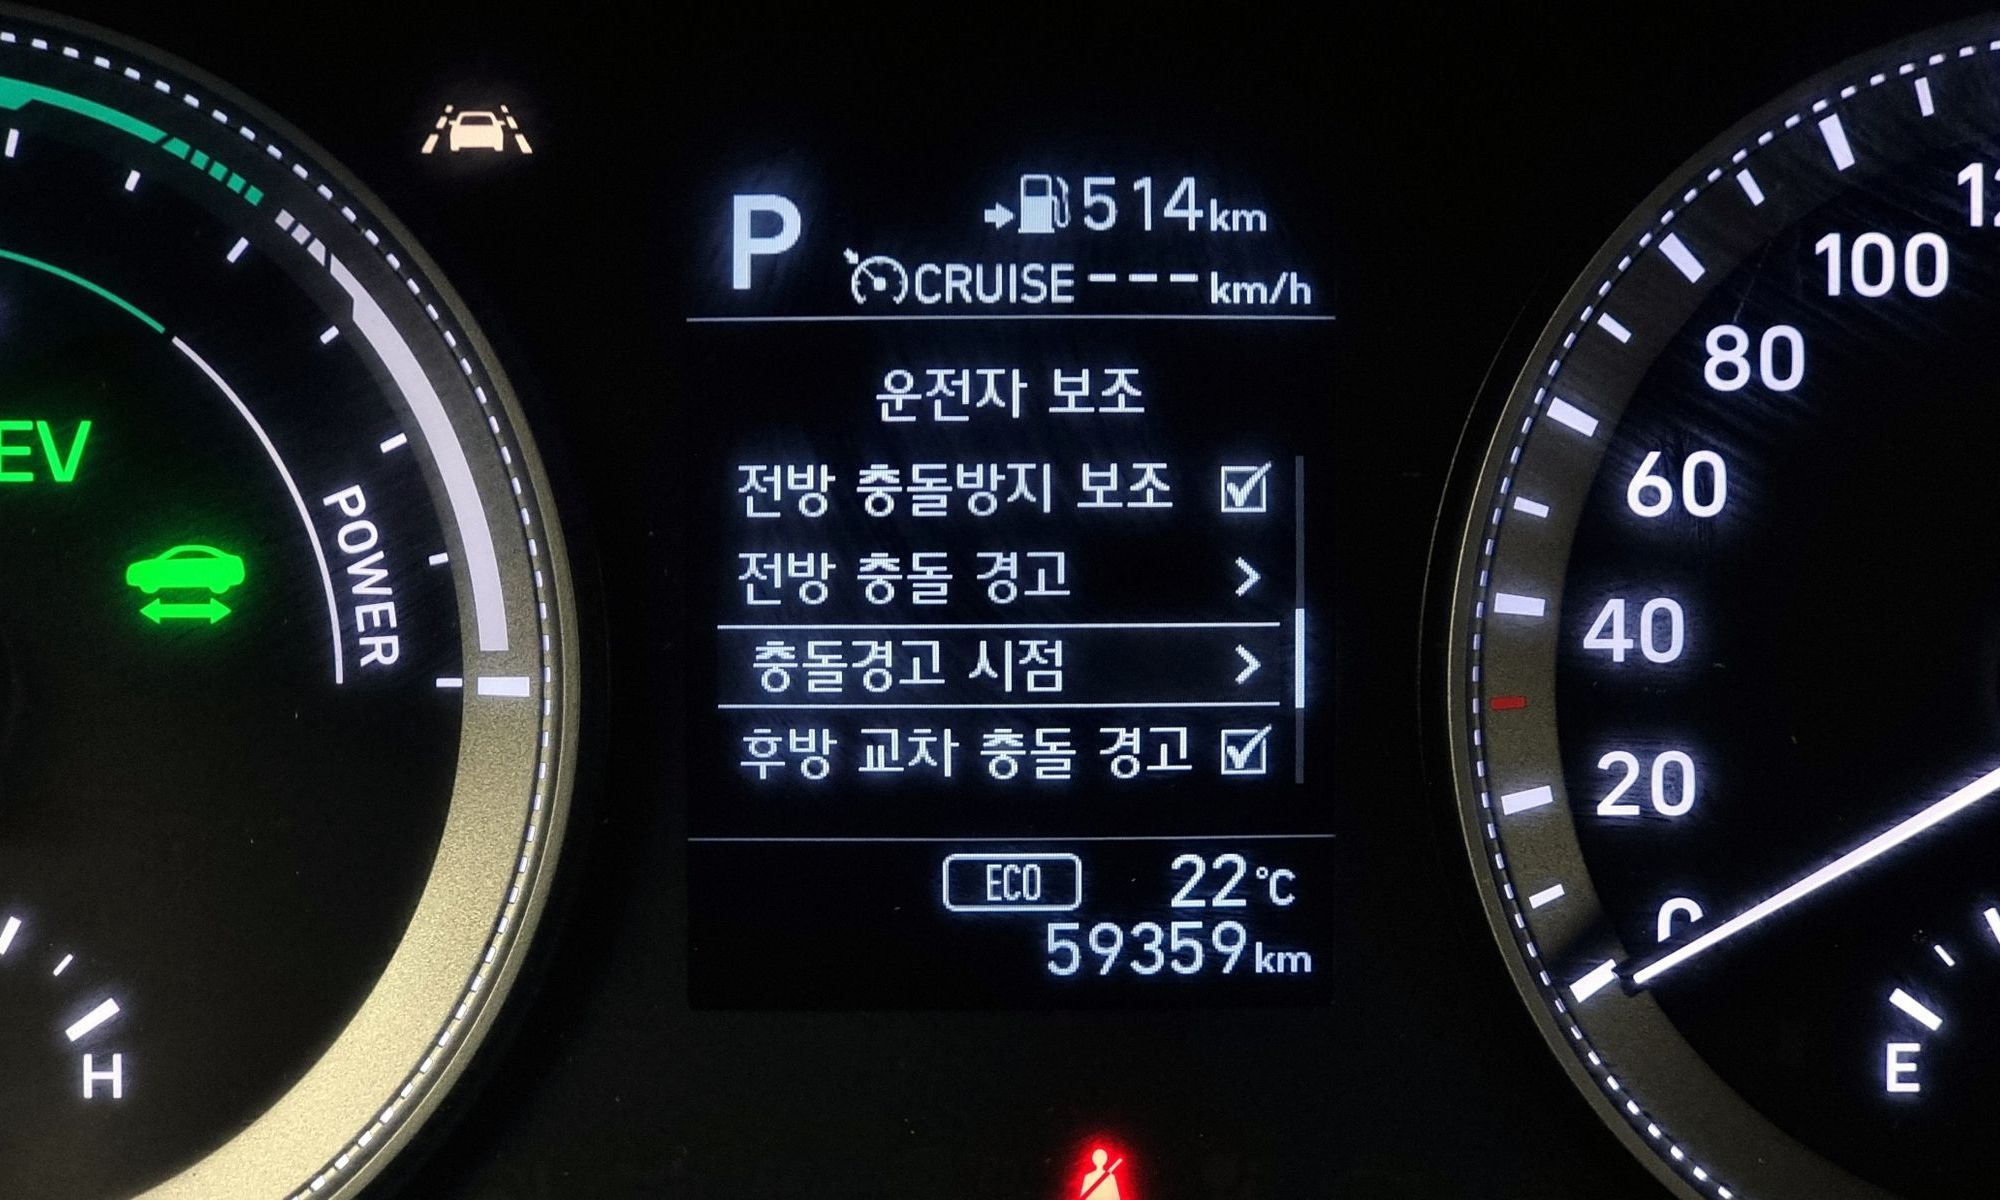 P
514km
CRUISE ---km/h
운전자 보조
전방 충돌방지 보조
전방 충돌 경고 >
충돌경고 시점 >
후방 교차 충돌 경고
ECO 22°C
59359km
EV
POWER
H
100
80
60
40
20
0
E